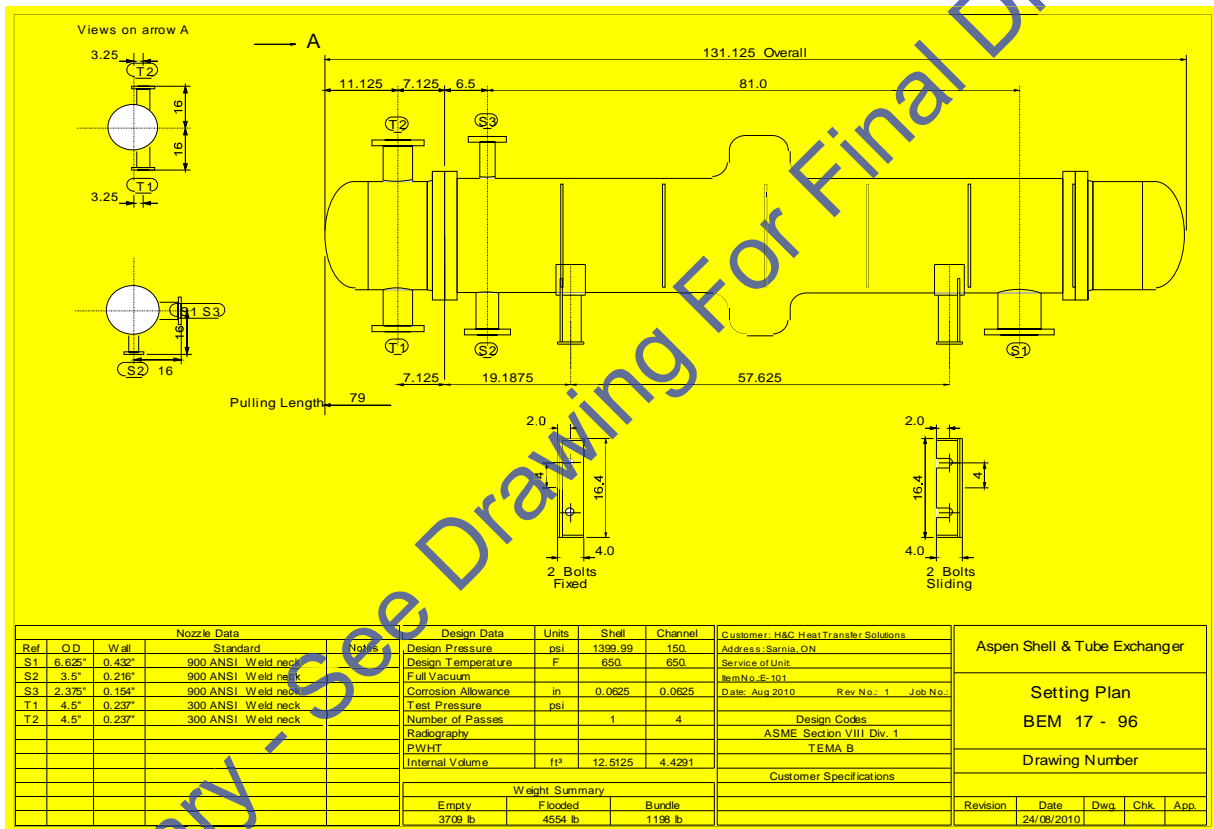 Views on arrow A
A
3.25
T2
16
16
T1
3.25
S1 S3
16
S2 16
131.125 Overall
11.125 7.125 6.5 81.0
T2 S3
T1 S2 S1
7.125 19.1875 57.625
Pulling Length 79
2.0 2.0
4 16.4 16.4 4
4.0 4.0
2 Bolts
Fixed
2 Bolts
Sliding
ary - See Drawing For Final Dr
Nozzle Data
Ref OD Wall Standard Notes
S1 6.625" 0.432" 900 ANSI Weld neck
S2 3.5" 0.216" 900 ANSI Weld neck
S3 2.375" 0.154" 900 ANSI Weld neck
T1 4.5" 0.237" 300 ANSI Weld neck
T2 4.5" 0.237" 300 ANSI Weld neck
Design Data Units Shell Channel
Design Pressure psi 1399.99 150.
Design Temperature F 650. 650.
Full Vacuum
Corrosion Allowance in 0.0625 0.0625
Test Pressure psi
Number of Passes 1 4
Radiography
PWHT
Internal Volume ft³ 12.5125 4.4291
Weight Summary
Empty Flooded Bundle
3709 lb 4554 lb 1198 lb
Customer: H&C Heat Transfer Solutions
Address: Sarnia, ON
Service of Unit:
Item No.:E-101
Date: Aug 2010 Rev No.: 1 Job No.:
Design Codes
ASME Section VIII Div. 1
TEMA B
Customer Specifications
Aspen Shell & Tube Exchanger
Setting Plan
BEM 17 - 96
Drawing Number
Revision Date Dwg. Chk. App.
24/08/2010